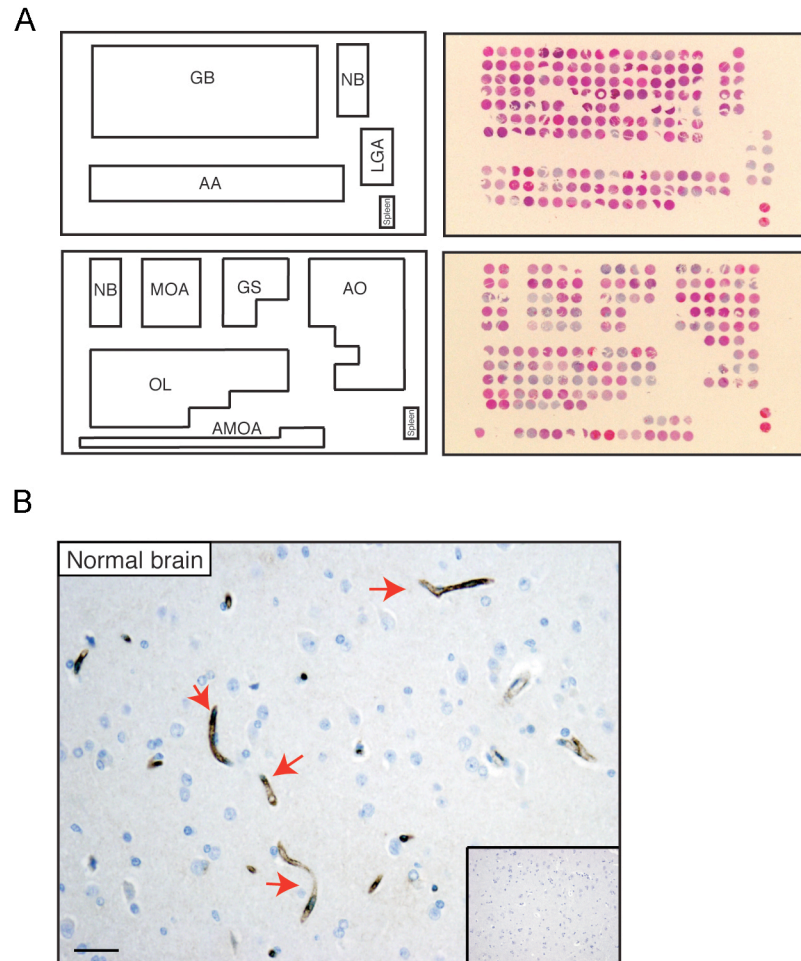 A
GB
NB
LGA
AA
Spleen
NB
MOA
GS
AO
OL
AMOA
Spleen
B
Normal brain